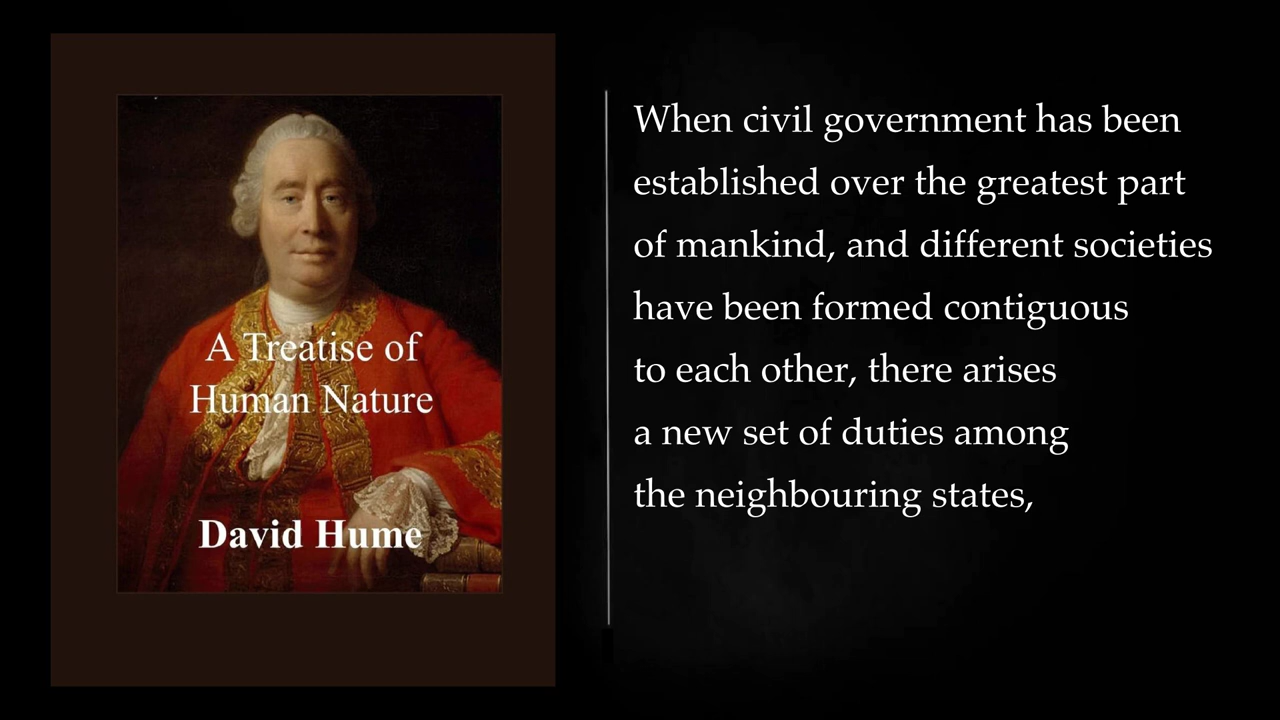 A Treatise of
Human Nature
David Hume
When civil government has been
established over the greatest part
of mankind, and different societies
have been formed contiguous
to each other, there arises
a new set of duties among
the neighbouring states,